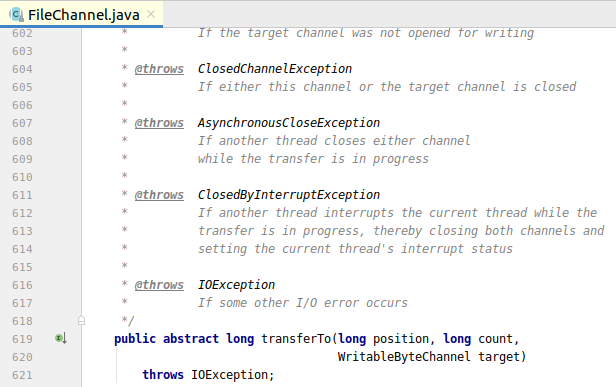 FileChannel.java
602 * If the target channel was not opened for writing
603 *
604 * @throws ClosedChannelException
605 * If either this channel or the target channel is closed
606 *
607 * @throws AsynchronousCloseException
608 * If another thread closes either channel
609 * while the transfer is in progress
610 *
611 * @throws ClosedByInterruptException
612 * If another thread interrupts the current thread while the
613 * transfer is in progress, thereby closing both channels and
614 * setting the current thread's interrupt status
615 *
616 * @throws IOException
617 * If some other I/O error occurs
618 */
619 public abstract long transferTo(long position, long count,
620 WritableByteChannel target)
621 throws IOException;